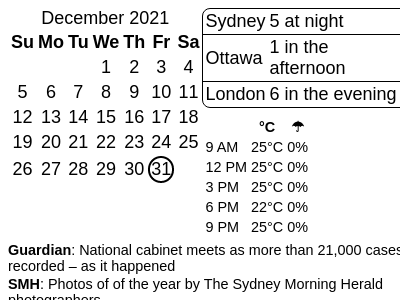 December 2021
Su Mo Tu We Th Fr Sa
1 2 3 4
5 6 7 8 9 10 11
12 13 14 15 16 17 18
19 20 21 22 23 24 25
26 27 28 29 30 31
Sydney 5 at night
Ottawa 1 in the
afternoon
London 6 in the evening
°C ☂
9 AM 25°C 0%
12 PM 25°C 0%
3 PM 25°C 0%
6 PM 22°C 0%
9 PM 25°C 0%
Guardian: National cabinet meets as more than 21,000 cases
recorded – as it happened
SMH: Photos of of the year by The Sydney Morning Herald
photographers